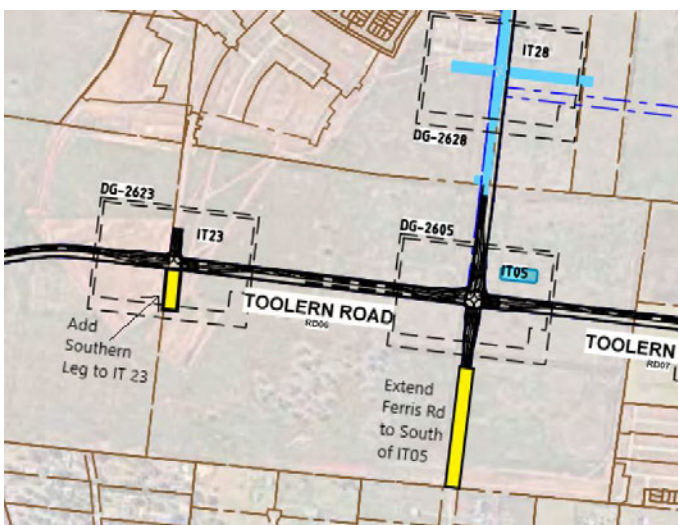 IT28
DG-2628
DG-2623
IT23
DG-2605
IT05
TOOLERN ROAD
RD06
TOOLERN
RD07
Add
Southern
Leg to IT 23
Extend
Ferris Rd
to South
of IT05